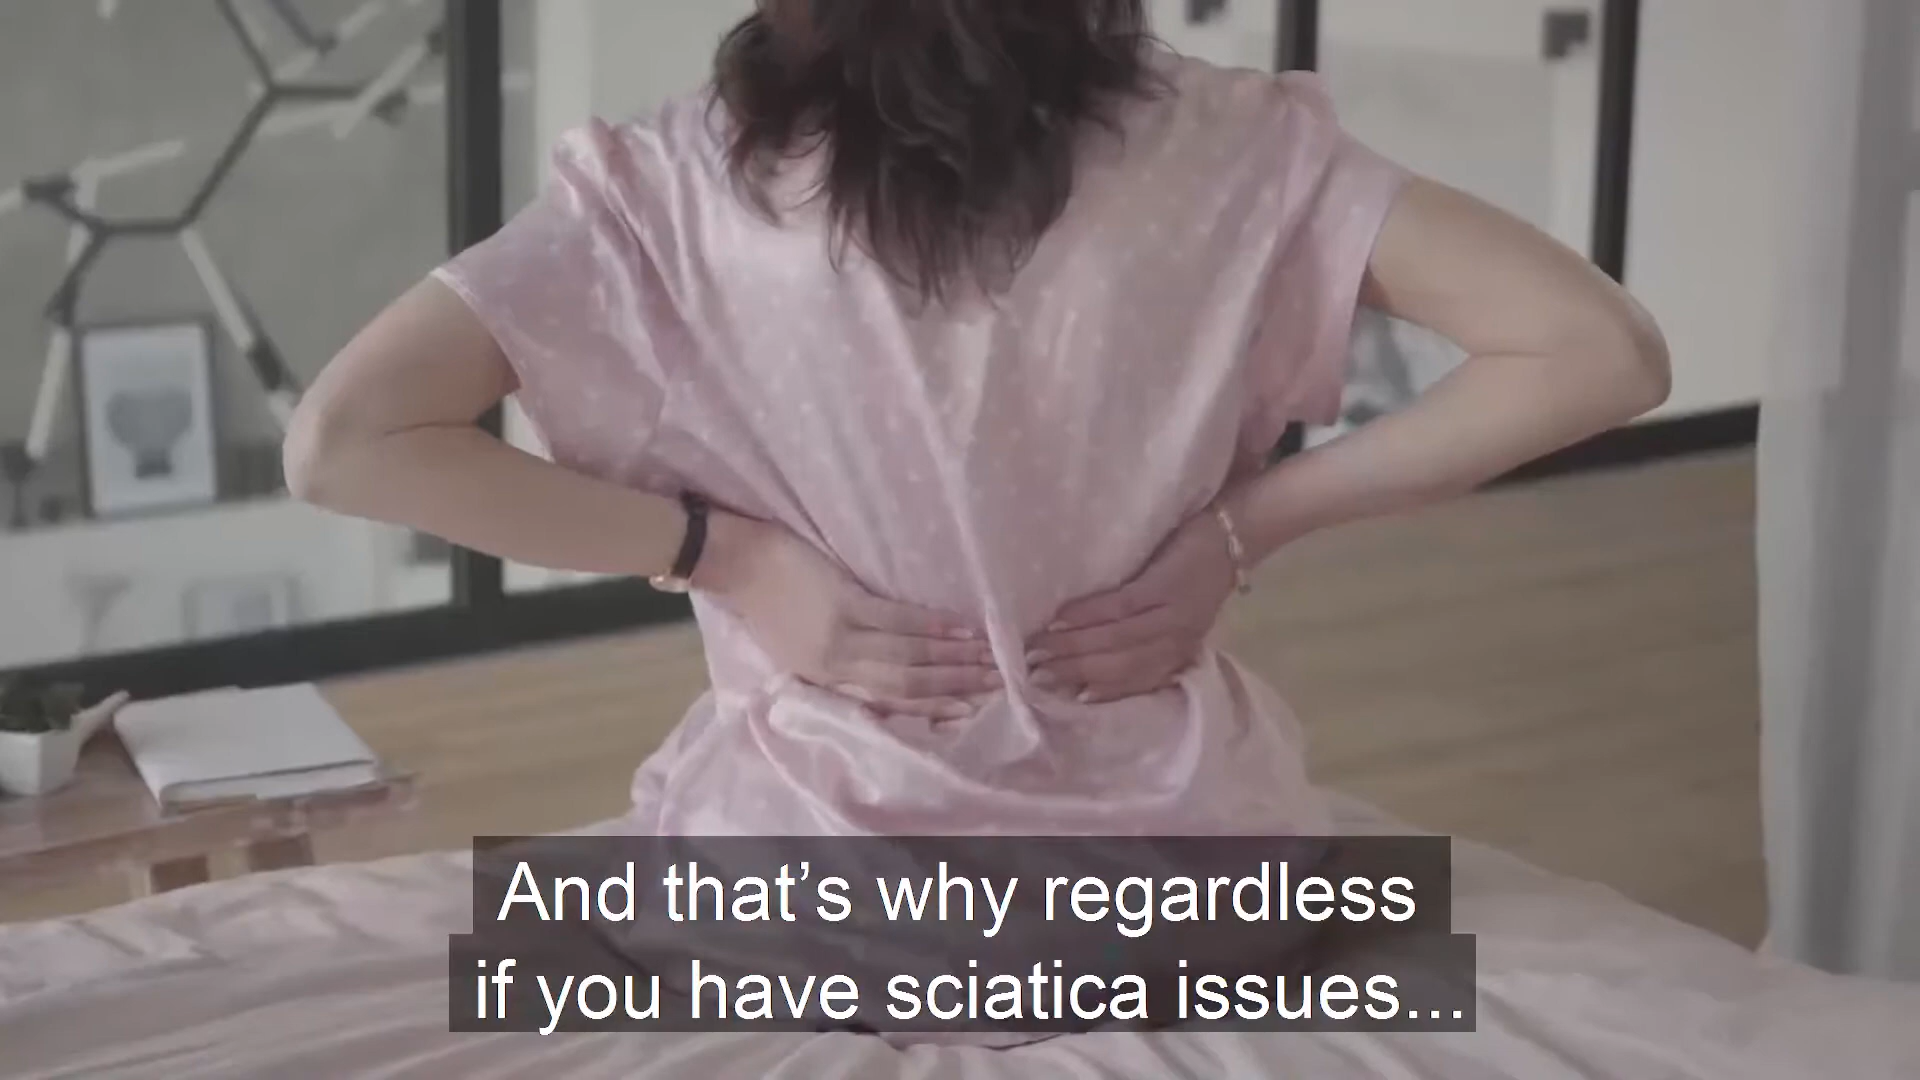 And that’s why regardless
if you have sciatica issues...